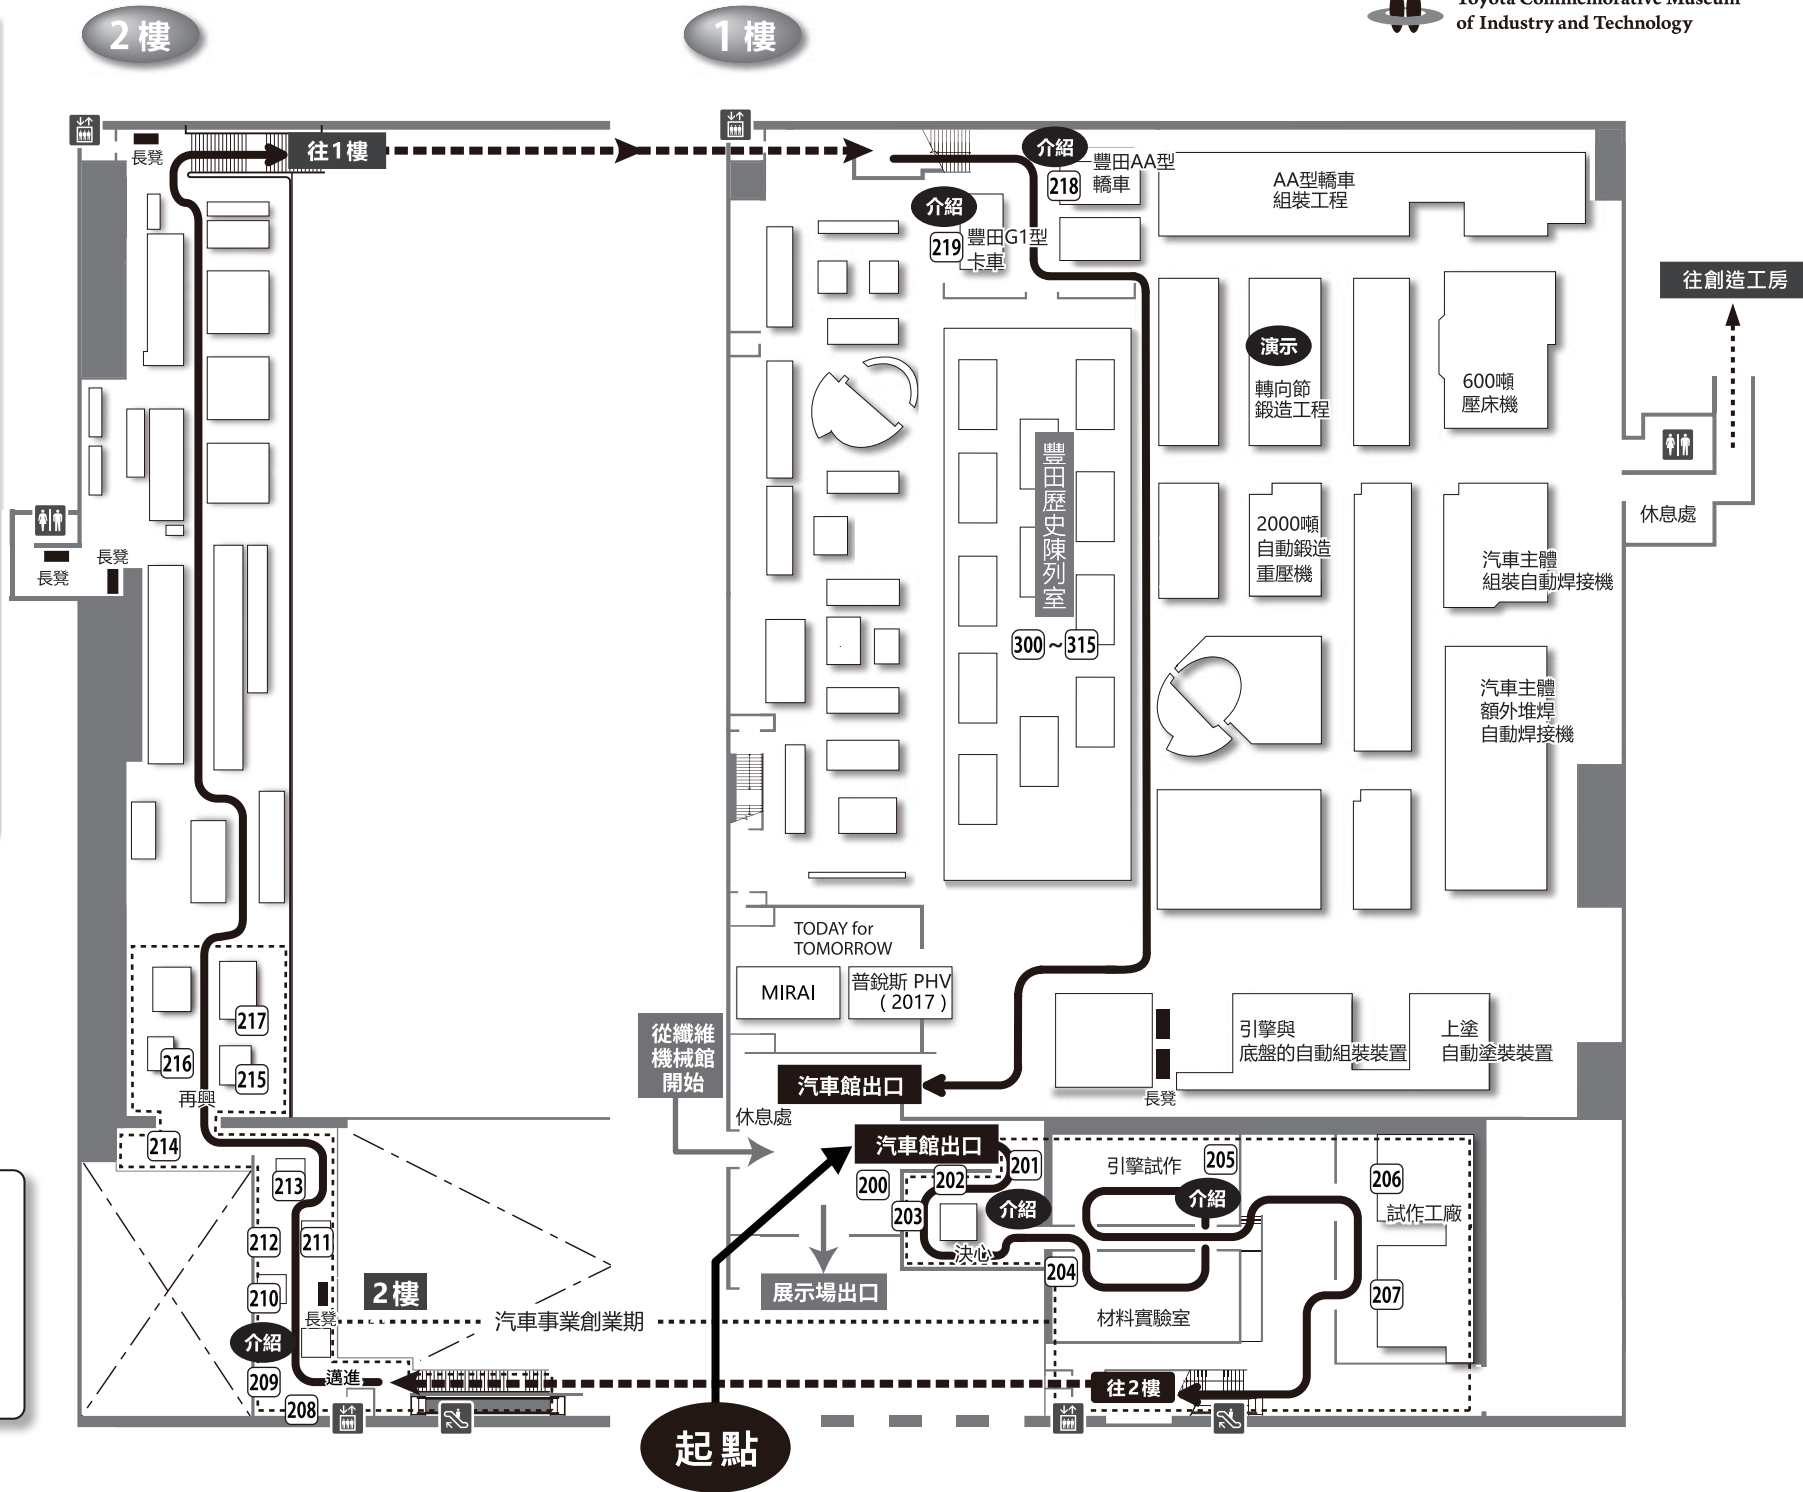 2樓
1樓
Toyota Commemorative Museum
of Industry and Technology
長凳
往1樓
介紹
218
豐田AA型
轎車
介紹
219
豐田G1型
卡車
AA型轎車
組裝工程
往創造工房
演示
轉向節
鍛造工程
600噸
壓床機
豐田歷史陳列室
300~315
2000噸
自動鍛造
重壓機
休息處
汽車主體
組裝自動焊接機
長凳
長凳
汽車主體
額外堆焊
自動焊接機
TODAY for
TOMORROW
MIRAI
普銳斯 PHV
( 2017 )
217
216
215
再興
214
從纖維
機械館
開始
汽車館出口
引擎與
底盤的自動組裝裝置
上塗
自動塗裝裝置
長凳
休息處
汽車館出口
200
201
202
203
介紹
決心
204
引擎試作
205
介紹
206
試作工廠
207
材料實驗室
展示場出口
213
212
211
210
長凳
2樓
汽車事業創業期
介紹
209
邁進
208
往2樓
起點